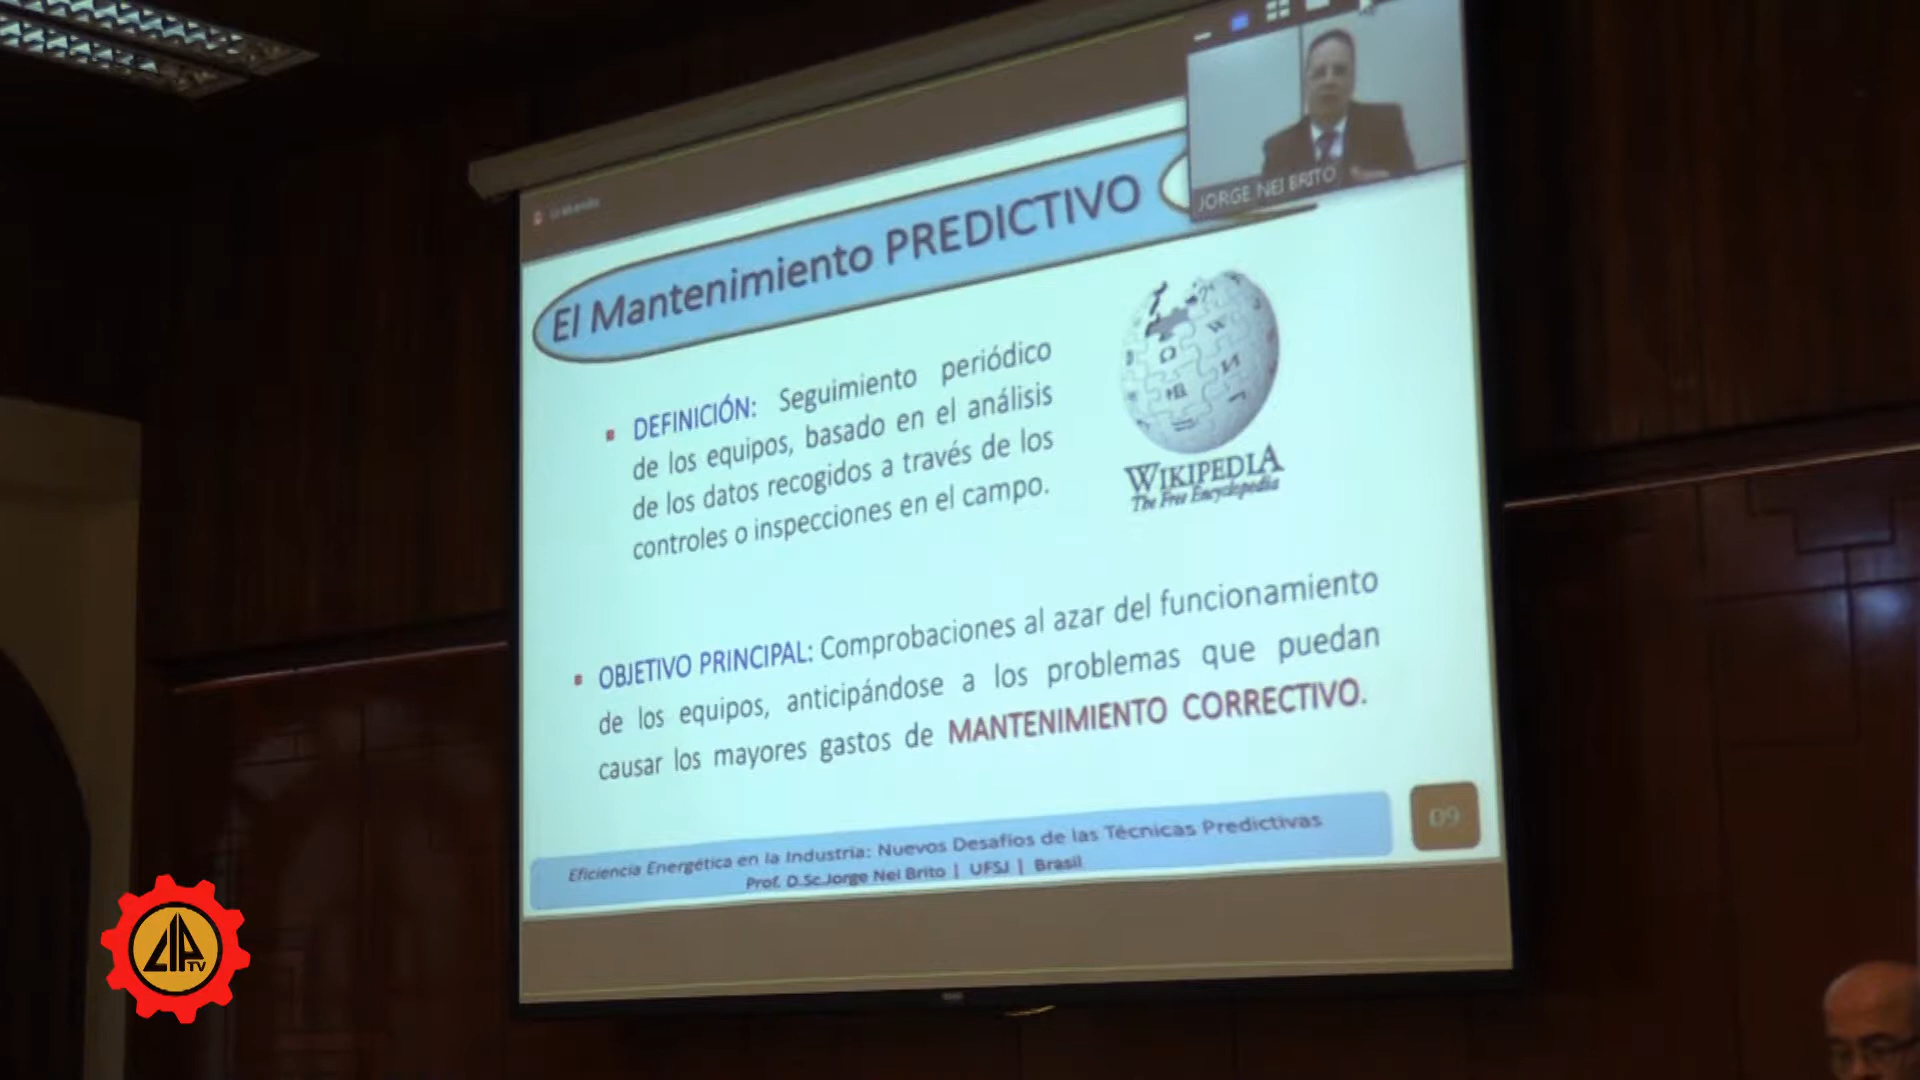 JORGE NEI BRITO
El Mantenimiento PREDICTIVO
DEFINICIÓN: Seguimiento periódico
de los equipos, basado en el análisis
de los datos recogidos a través de los
controles o inspecciones en el campo.
WIKIPEDIA
The Free Encyclopedia
OBJETIVO PRINCIPAL: Comprobaciones al azar del funcionamiento
de los equipos, anticipándose a los problemas que puedan
causar los mayores gastos de MANTENIMIENTO CORRECTIVO.
Eficiencia Energética en la Industria: Nuevos Desafíos de las Técnicas Predictivas
Prof. D.Sc.Jorge Nei Brito | UFSJ | Brasil
09
CIP TV